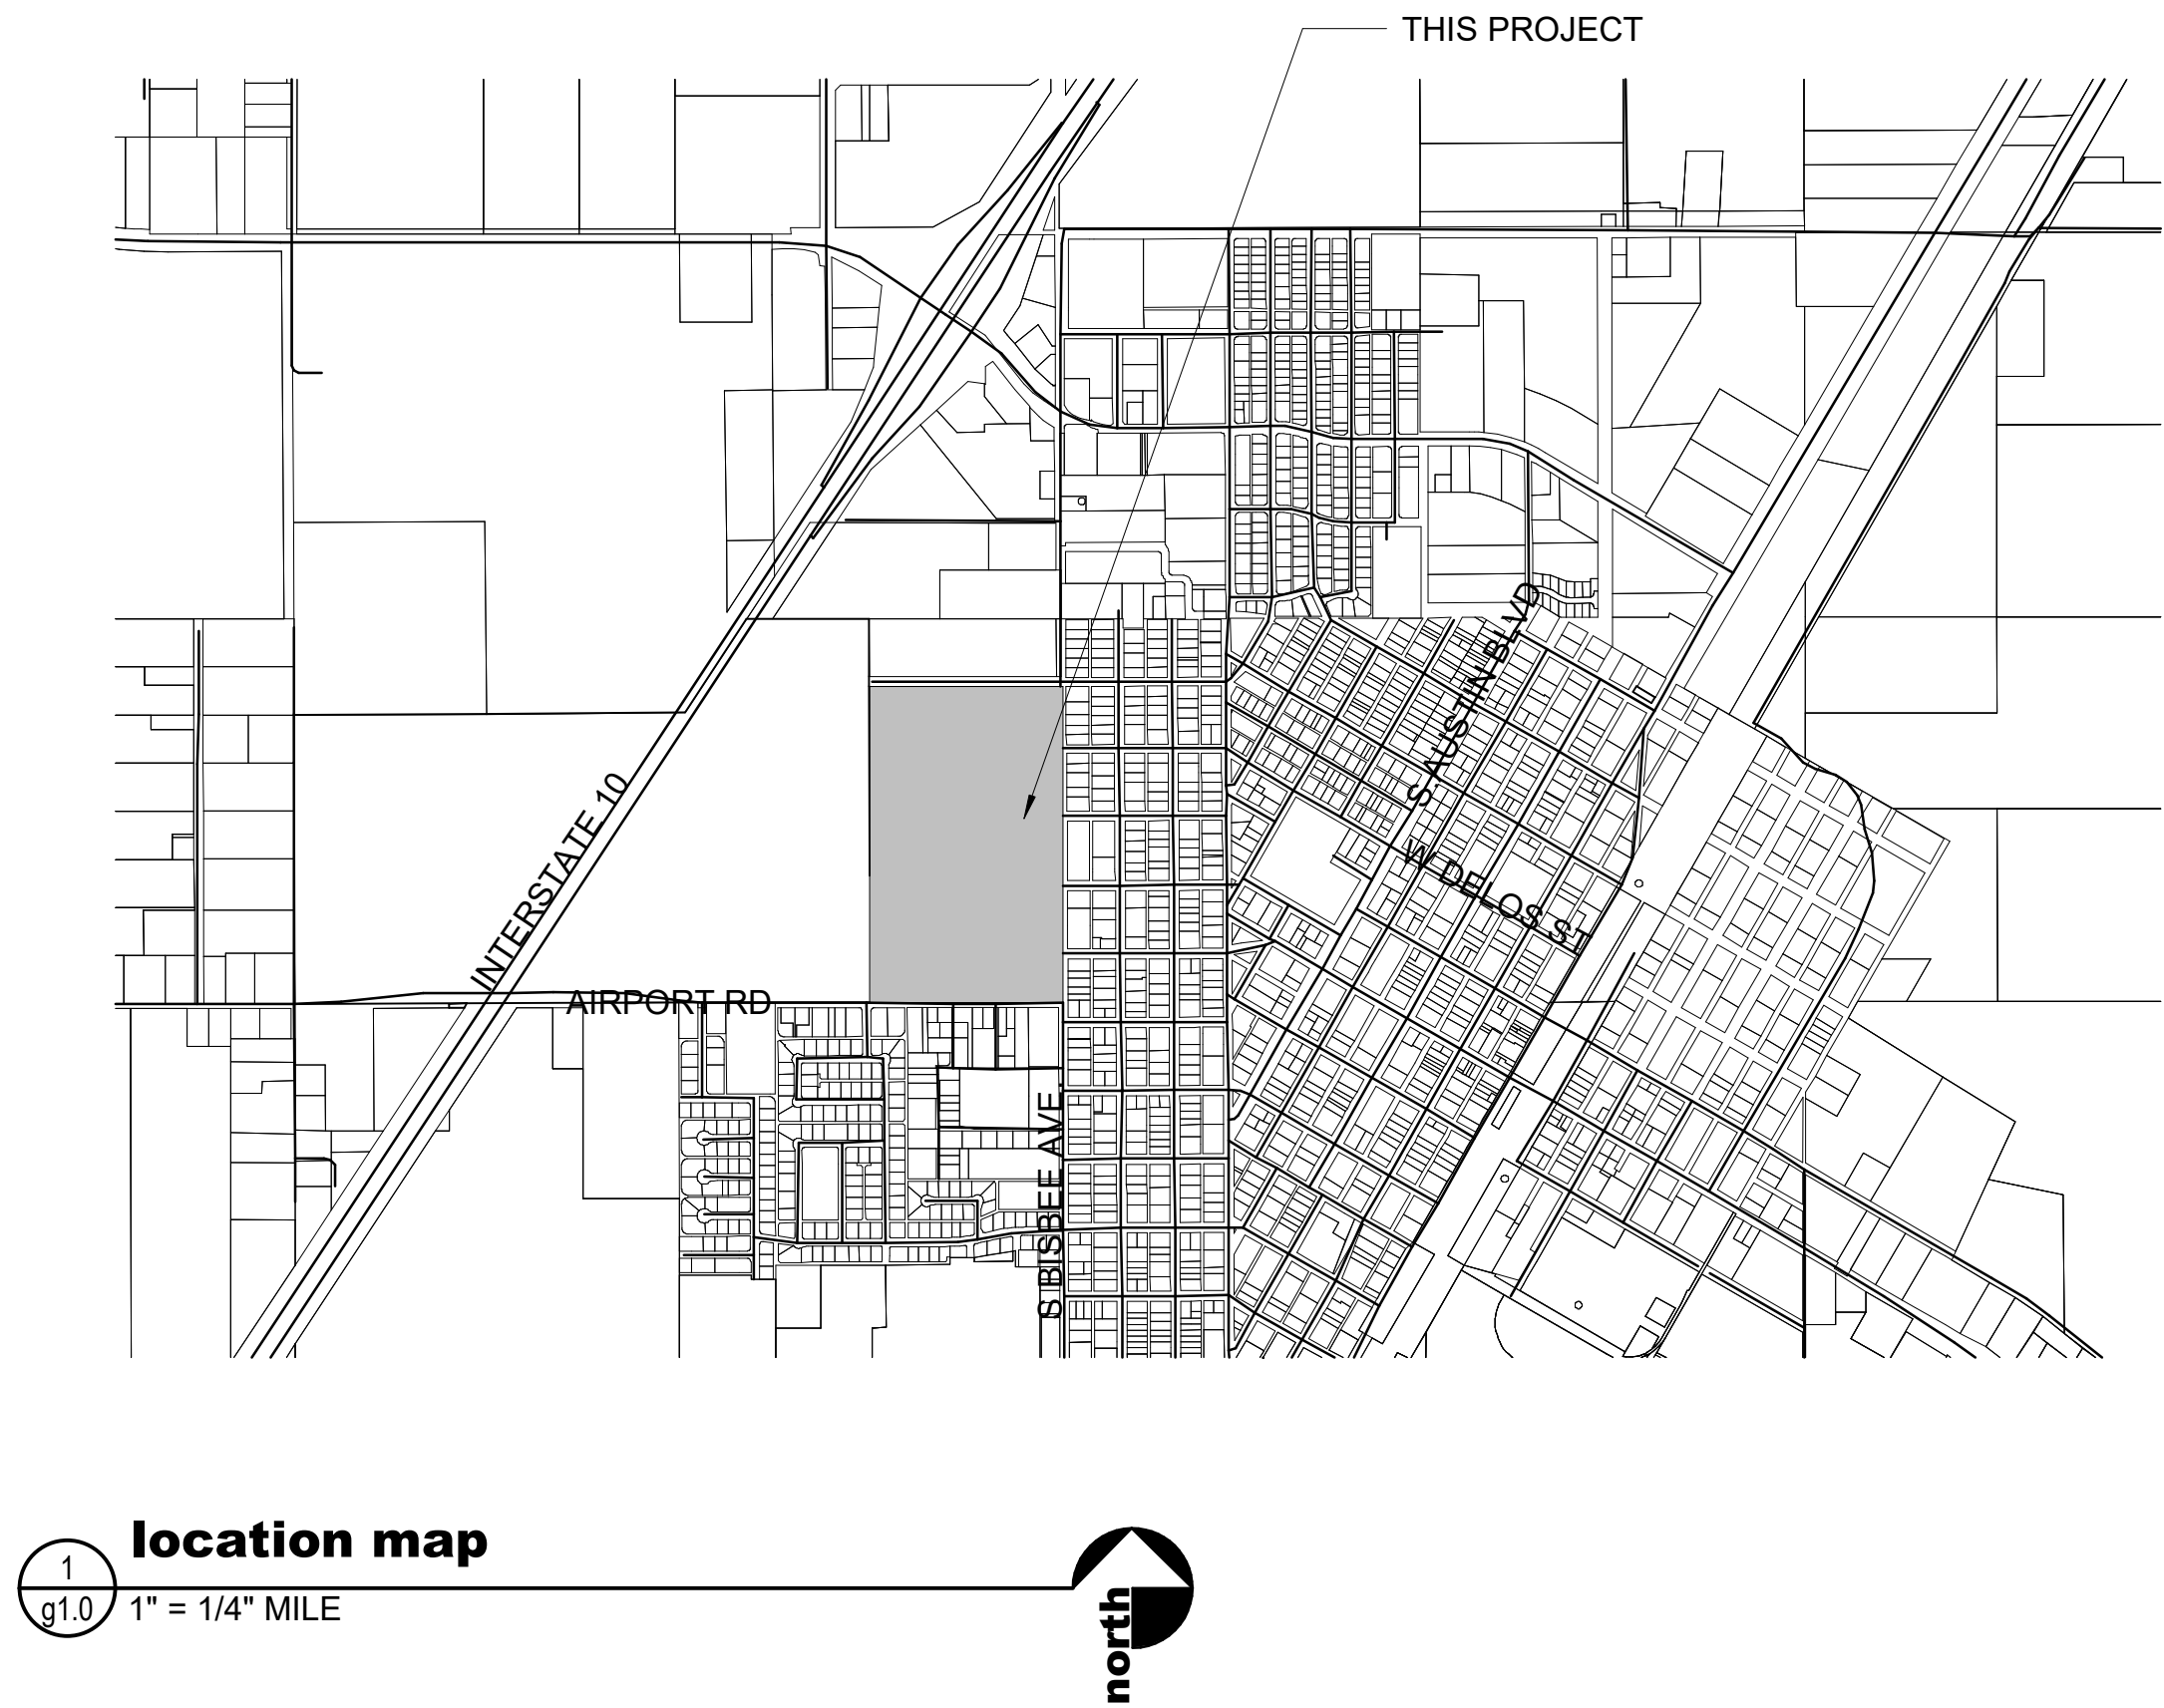 THIS PROJECT
S. AUSTIN BLVD
INTERSTATE 10
W DELOS ST
AIRPORT RD
S BISBEE AVE
location map
1
g1.0
1" = 1/4" MILE
north